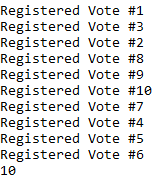 Registered Vote #1
Registered Vote #3
Registered Vote #2
Registered Vote #8
Registered Vote #9
Registered Vote #10
Registered Vote #7
Registered Vote #4
Registered Vote #5
Registered Vote #6
10